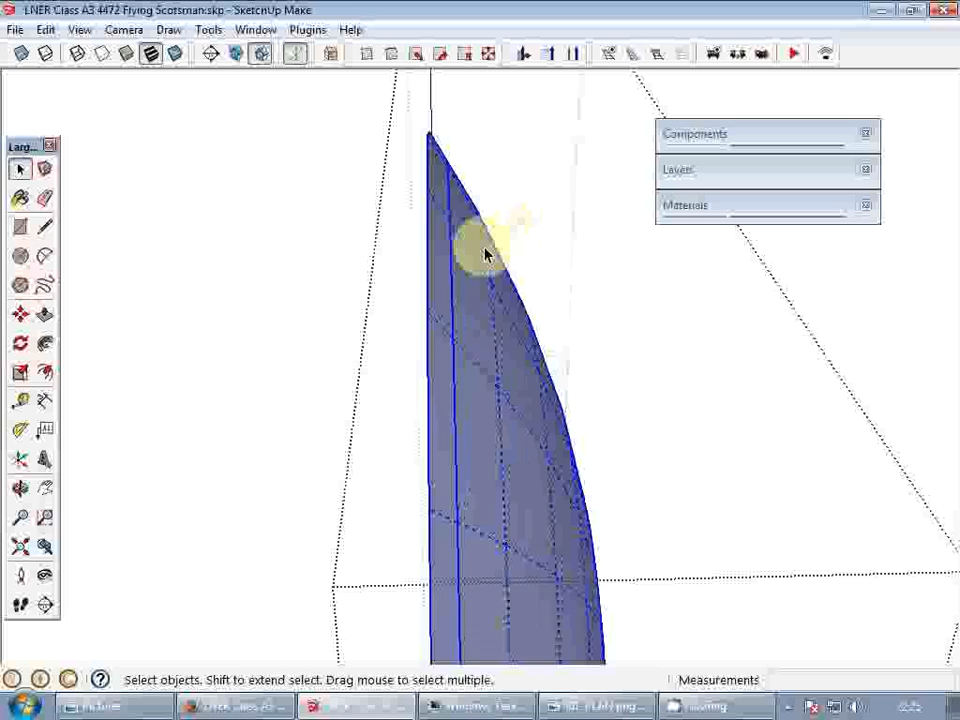 LNER Class A3 4472 Flying Scotsman.skp - SketchUp Make
File Edit View Camera Draw Tools Window Plugins Help
Larg...
Components
Layers
Materials
Select objects. Shift to extend select. Drag mouse to select multiple.
Measurements